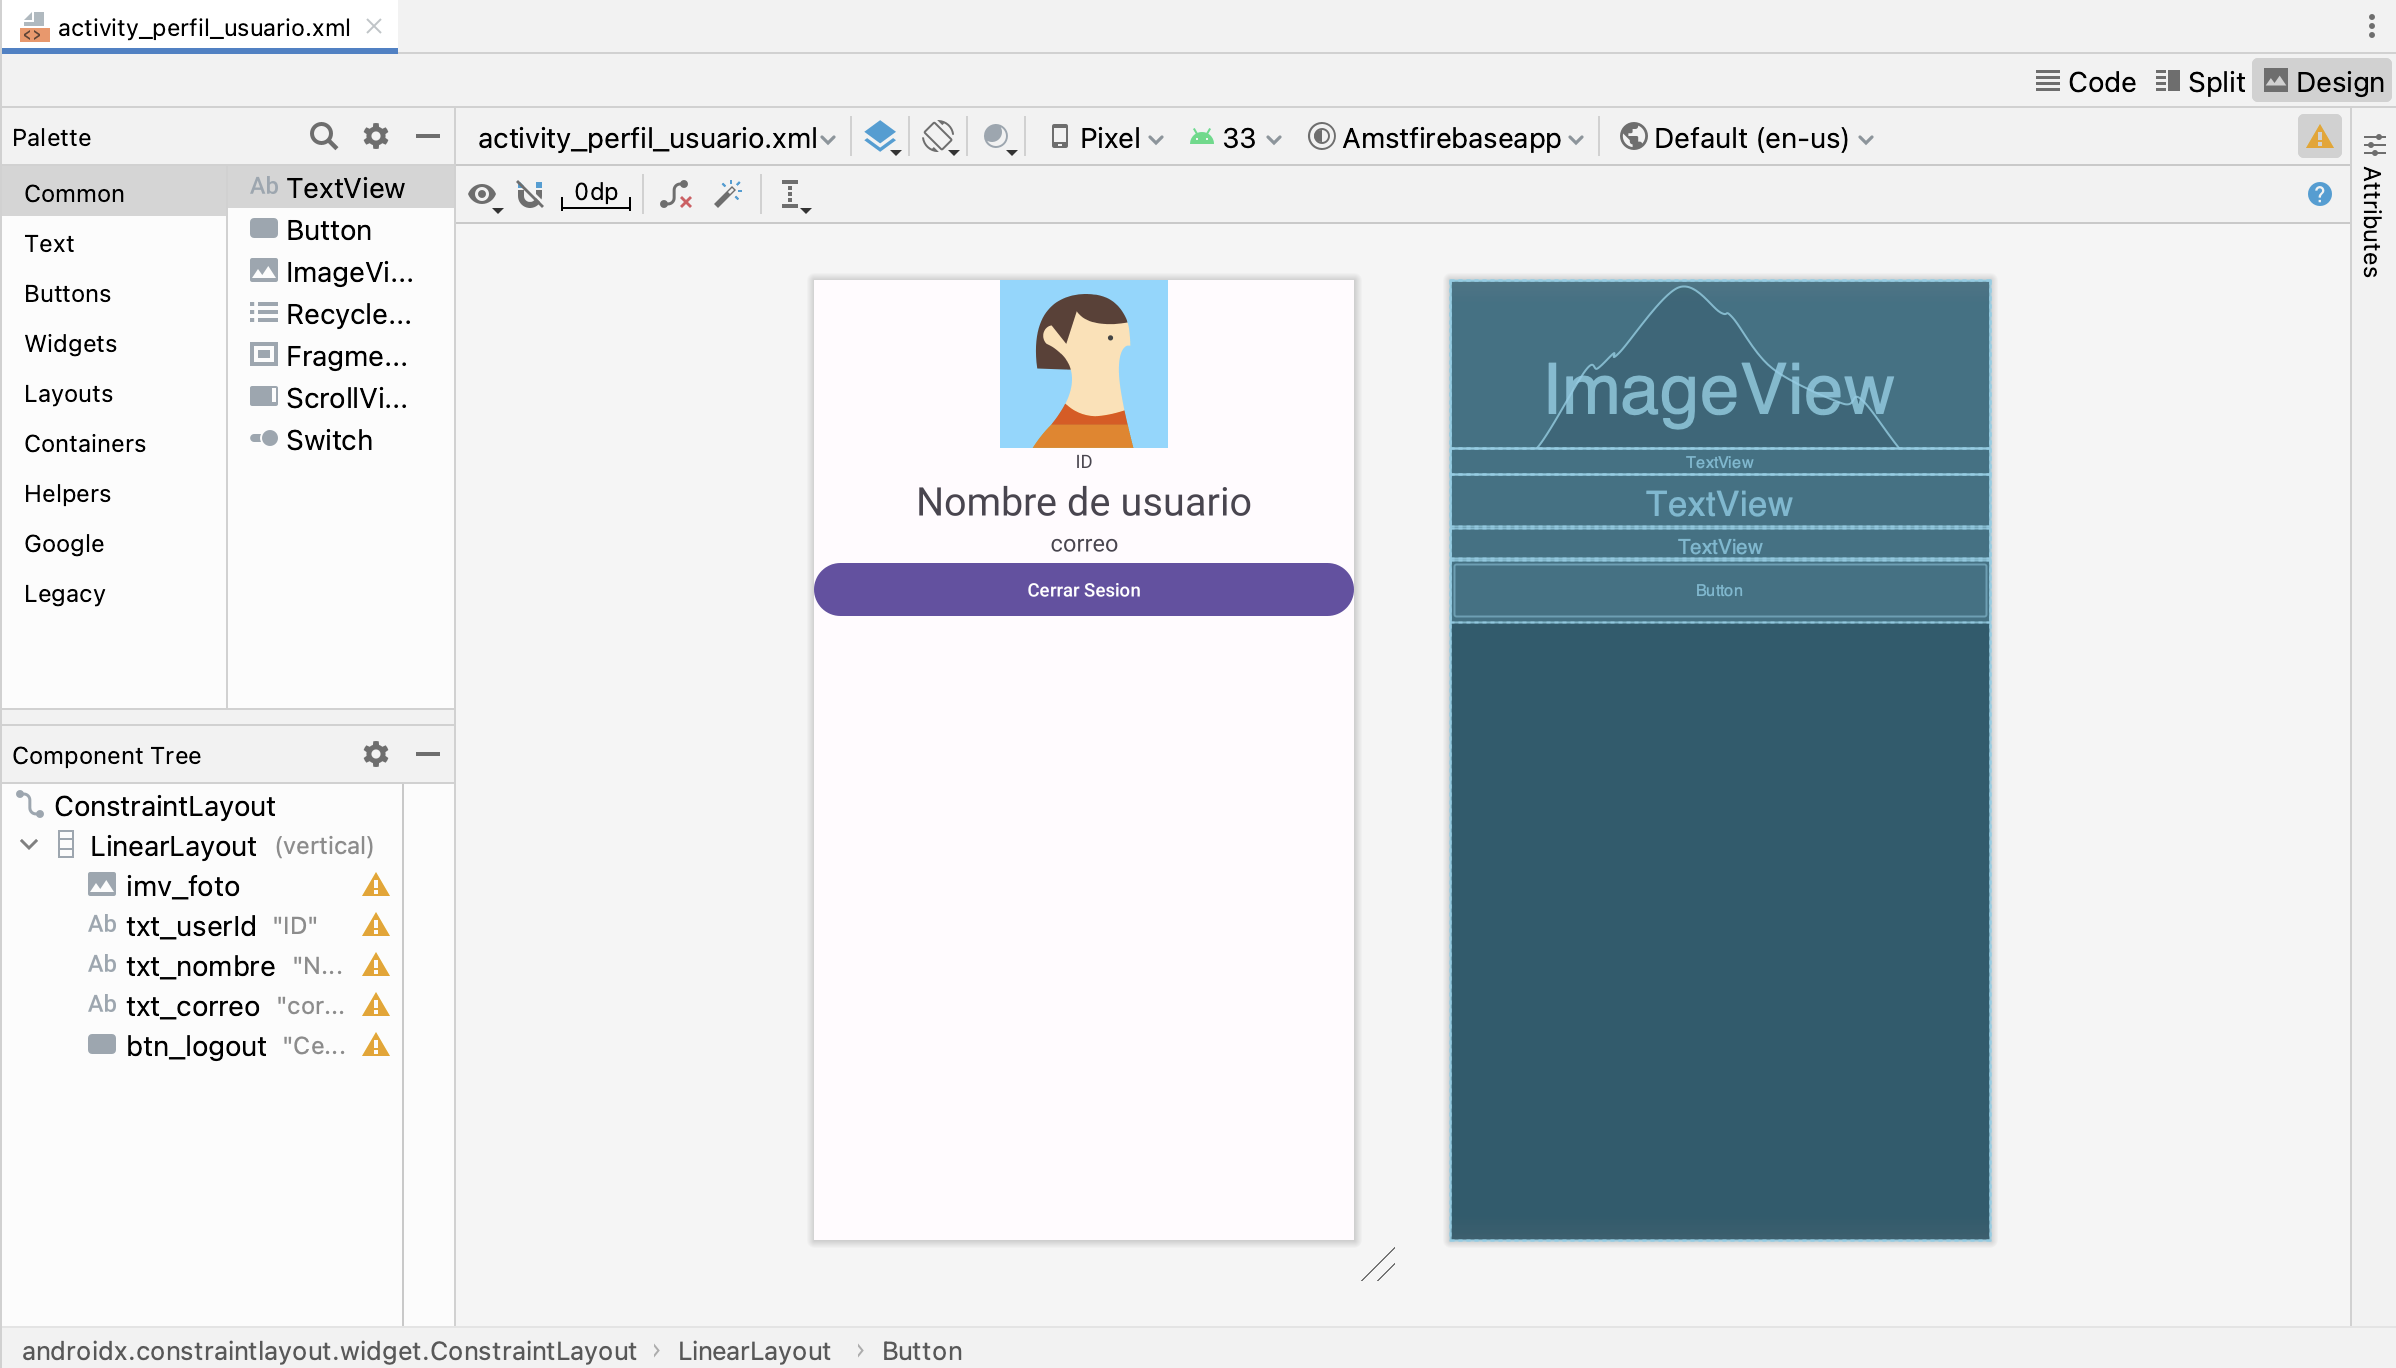 activity_perfil_usuario.xml
Code Split Design
Palette
activity_perfil_usuario.xml Pixel 33 Amstfirebaseapp Default (en-us)
0dp
Attributes
Common
Text
Buttons
Widgets
Layouts
Containers
Helpers
Google
Legacy
Ab TextView
Button
ImageVi...
Recycle...
Fragme...
ScrollVi...
Switch
ID
Nombre de usuario
correo
Cerrar Sesion
ImageView
TextView
TextView
TextView
Button
Component Tree
ConstraintLayout
LinearLayout (vertical)
imv_foto
Ab txt_userId "ID"
Ab txt_nombre "N...
Ab txt_correo "cor...
btn_logout "Ce...
androidx.constraintlayout.widget.ConstraintLayout › LinearLayout › Button